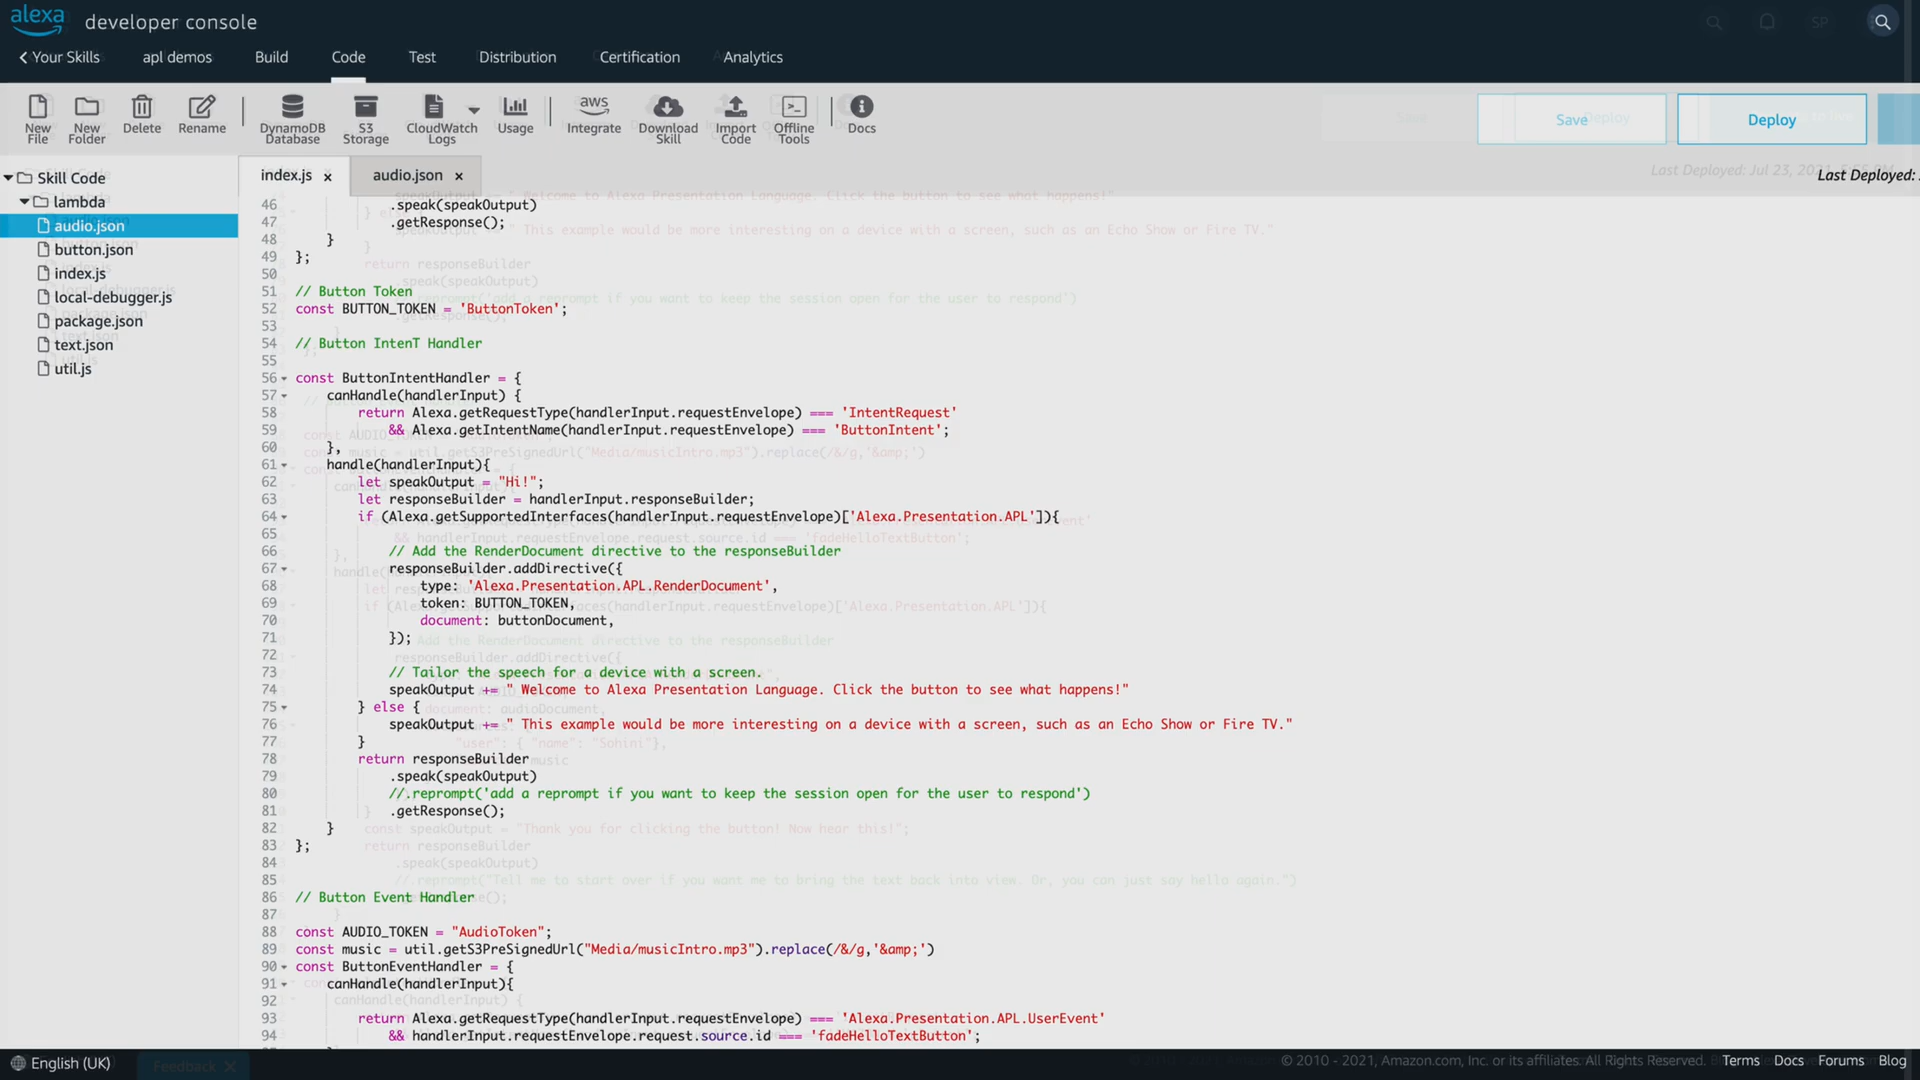 alexa developer console
SP
Your Skills apl demos Build Code Test Distribution Certification Analytics
New File
New Folder
Delete
Rename
DynamoDB Database
S3 Storage
CloudWatch Logs
Usage
aws Integrate
Download Skill
Import Code
Offline Tools
Docs
Save
Deploy
Last Deployed: Jul 23, 2021,
Last Deployed:
Skill Code
lambda
audio.json
button.json
index.js
local-debugger.js
package.json
text.json
util.js
index.js × audio.json ×
46 .speak(speakOutput)
47 .getResponse();
48 }
49 };
50
51 // Button Token
52 const BUTTON_TOKEN = 'ButtonToken';
53
54 // Button IntenT Handler
55
56 const ButtonIntentHandler = {
57 canHandle(handlerInput) {
58 return Alexa.getRequestType(handlerInput.requestEnvelope) === 'IntentRequest'
59 && Alexa.getIntentName(handlerInput.requestEnvelope) === 'ButtonIntent';
60 },
61 handle(handlerInput){
62 let speakOutput = "Hi!";
63 let responseBuilder = handlerInput.responseBuilder;
64 if (Alexa.getSupportedInterfaces(handlerInput.requestEnvelope)['Alexa.Presentation.APL']){
65
66 // Add the RenderDocument directive to the responseBuilder
67 responseBuilder.addDirective({
68 type: 'Alexa.Presentation.APL.RenderDocument',
69 token: BUTTON_TOKEN,
70 document: buttonDocument,
71 });
72
73 // Tailor the speech for a device with a screen.
74 speakOutput += " Welcome to Alexa Presentation Language. Click the button to see what happens!"
75 } else {
76 speakOutput += " This example would be more interesting on a device with a screen, such as an Echo Show or Fire TV."
77 }
78 return responseBuilder
79 .speak(speakOutput)
80 //.reprompt('add a reprompt if you want to keep the session open for the user to respond')
81 .getResponse();
82 }
83 };
84
85
86 // Button Event Handler
87
88 const AUDIO_TOKEN = "AudioToken";
89 const music = util.getS3PreSignedUrl("Media/musicIntro.mp3").replace(/&/g,'&amp;')
90 const ButtonEventHandler = {
91 canHandle(handlerInput){
92
93 return Alexa.getRequestType(handlerInput.requestEnvelope) === 'Alexa.Presentation.APL.UserEvent'
94 && handlerInput.requestEnvelope.request.source.id === 'fadeHelloTextButton';
English (UK)
Feedback
© 2010 - 2021, Amazon.com, Inc. or its affiliates. All Rights Reserved. Terms Docs Forums Blog